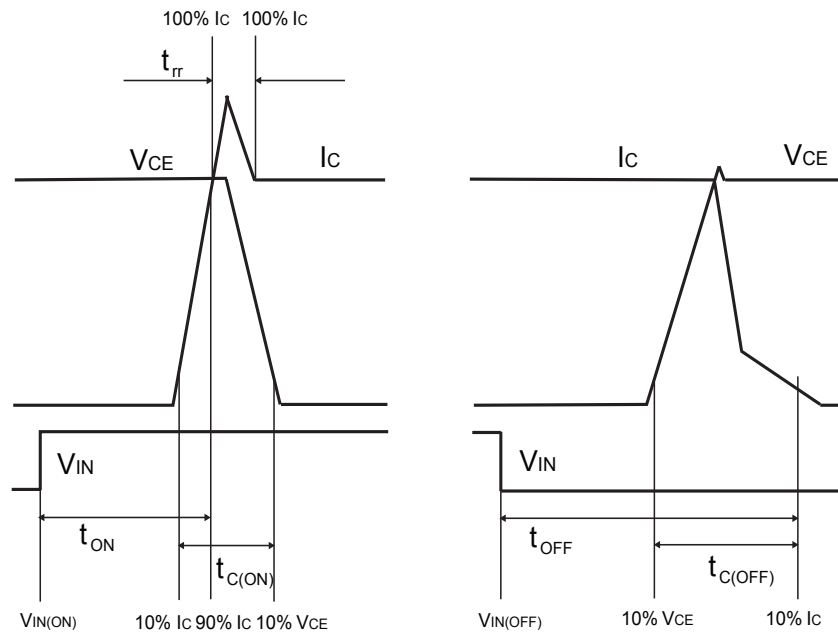 100% IC 100% IC
trr
VCE IC
IC VCE
VIN
VIN
tON
tOFF
tC(ON)
tC(OFF)
VIN(ON) 10% IC 90% IC 10% VCE
VIN(OFF) 10% VCE 10% IC